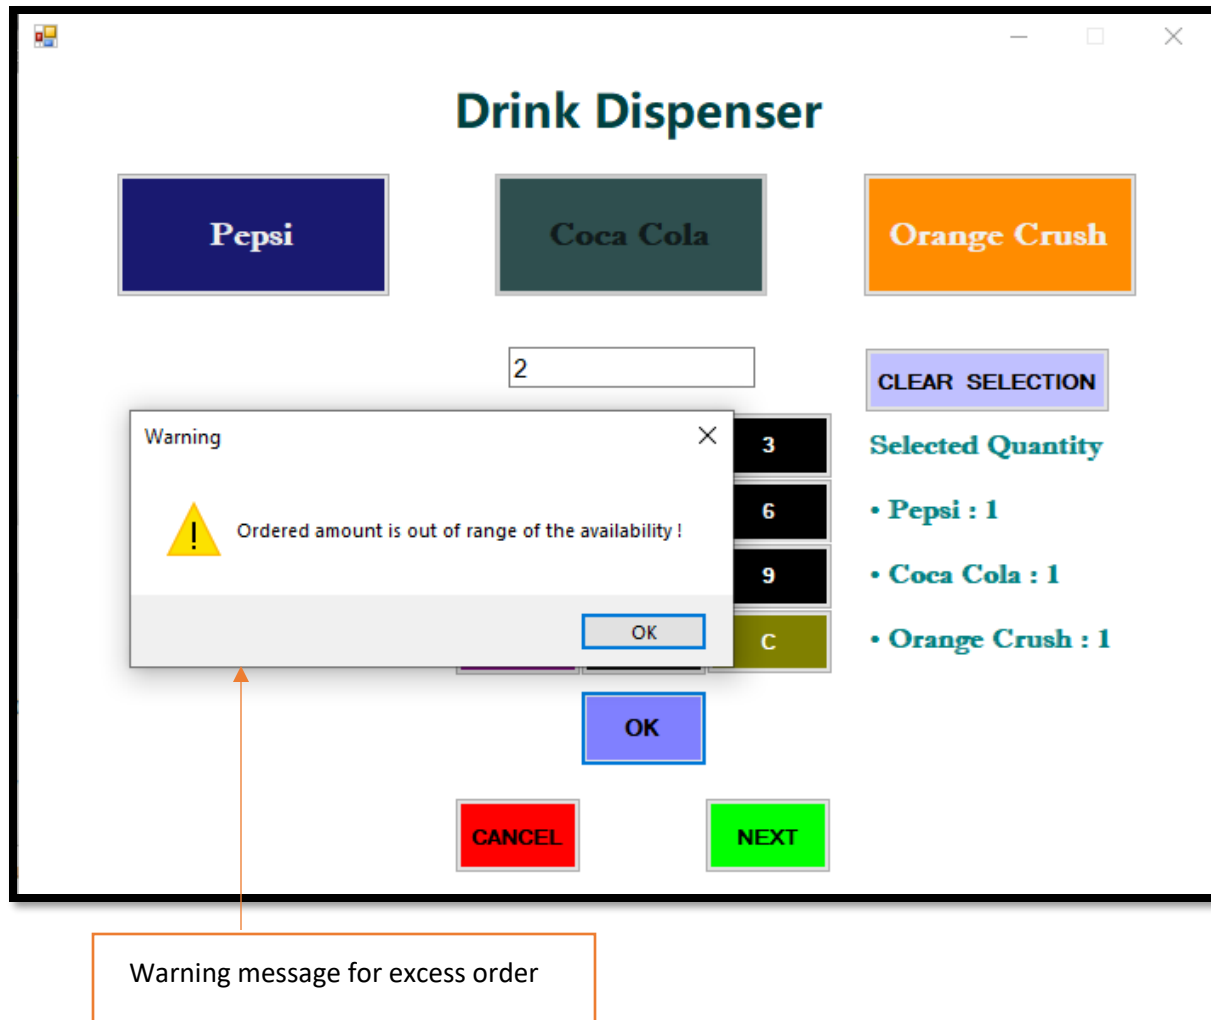 Drink Dispenser
Pepsi
Coca Cola
Orange Crush
2
CLEAR SELECTION
Warning
3
Selected Quantity
Ordered amount is out of range of the availability !
6
• Pepsi : 1
9
• Coca Cola : 1
OK
C
• Orange Crush : 1
OK
CANCEL
NEXT
Warning message for excess order